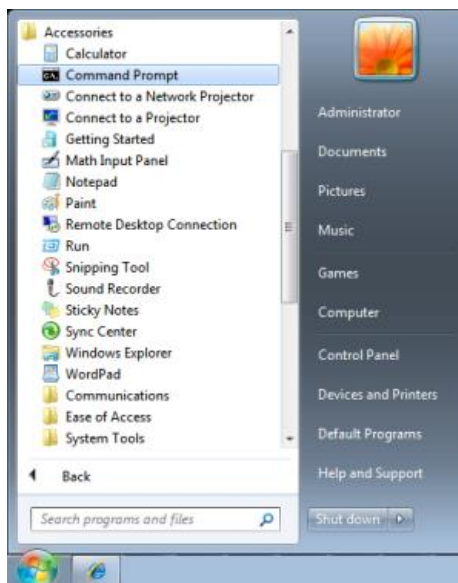 Accessories
Calculator
Command Prompt
Connect to a Network Projector
Connect to a Projector
Getting Started
Math Input Panel
Notepad
Paint
Remote Desktop Connection
Run
Snipping Tool
Sound Recorder
Sticky Notes
Sync Center
Windows Explorer
WordPad
Communications
Ease of Access
System Tools
Back
Search programs and files
Administrator
Documents
Pictures
Music
Games
Computer
Control Panel
Devices and Printers
Default Programs
Help and Support
Shut down